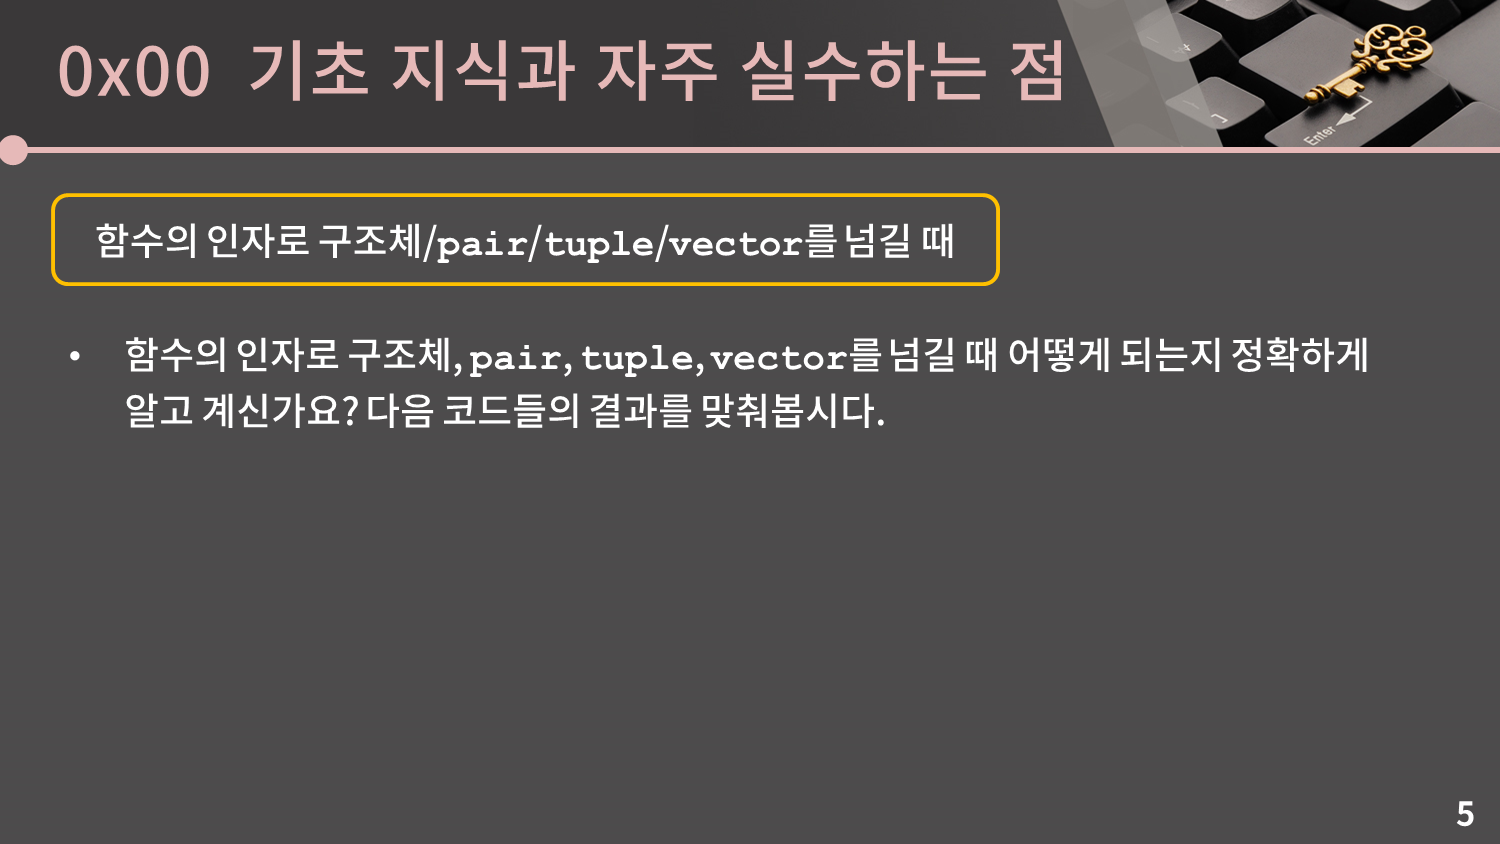 0x00 기초 지식과 자주 실수하는 점
Enter
함수의 인자로 구조체/pair/tuple/vector를 넘길 때
• 함수의 인자로 구조체, pair, tuple, vector를 넘길 때 어떻게 되는지 정확하게
알고 계신가요? 다음 코드들의 결과를 맞춰봅시다.
5